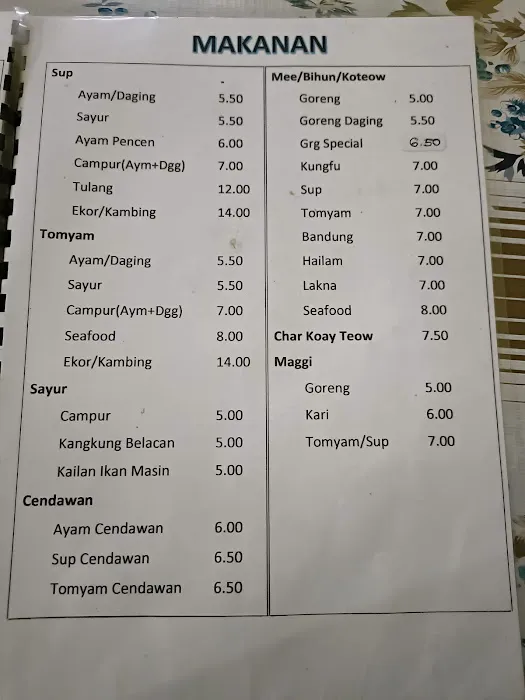 MAKANAN
Sup
Ayam/Daging 5.50
Sayur 5.50
Ayam Pencen 6.00
Campur(Aym+Dgg) 7.00
Tulang 12.00
Ekor/Kambing 14.00
Tomyam
Ayam/Daging 5.50
Sayur 5.50
Campur(Aym+Dgg) 7.00
Seafood 8.00
Ekor/Kambing 14.00
Sayur
Campur 5.00
Kangkung Belacan 5.00
Kailan Ikan Masin 5.00
Cendawan
Ayam Cendawan 6.00
Sup Cendawan 6.50
Tomyam Cendawan 6.50
Mee/Bihun/Koteow
Goreng 5.00
Goreng Daging 5.50
Grg Special 6.50
Kungfu 7.00
Sup 7.00
Tomyam 7.00
Bandung 7.00
Hailam 7.00
Lakna 7.00
Seafood 8.00
Char Koay Teow 7.50
Maggi
Goreng 5.00
Kari 6.00
Tomyam/Sup 7.00